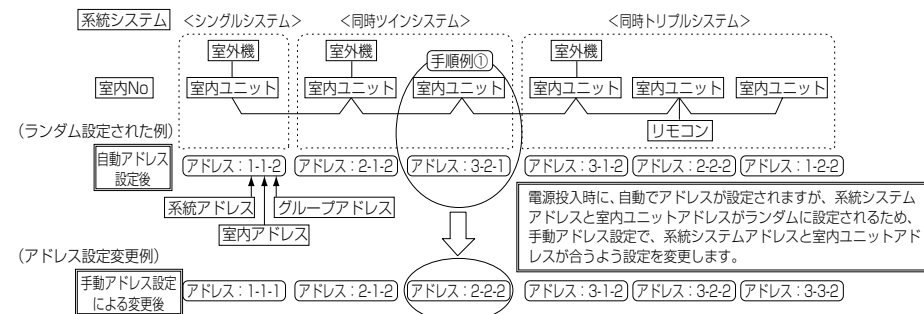 系統システム <シングルシステム> <同時ツインシステム> <同時トリプルシステム>
室外機 室外機 手順例① 室外機
室内No 室内ユニット 室内ユニット 室内ユニット 室内ユニット 室内ユニット 室内ユニット
リモコン
(ランダム設定された例)
自動アドレス
設定後
アドレス:1-1-2 アドレス:2-1-2 アドレス:3-2-1 アドレス:3-1-2 アドレス:2-2-2 アドレス:1-2-2
系統アドレス グループアドレス
室内アドレス
電源投入時に、自動でアドレスが設定されますが、系統システム
アドレスと室内ユニットアドレスがランダムに設定されるため、
手動アドレス設定で、系統システムアドレスと室内ユニットアド
レスが合うよう設定を変更します。
(アドレス設定変更例)
手動アドレス設定
による変更後
アドレス:1-1-1 アドレス:2-1-2 アドレス:2-2-2 アドレス:3-1-2 アドレス:3-2-2 アドレス:3-3-2